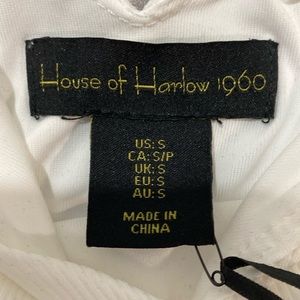 House of Harlow 1960
US: S
CA: S/P
UK: S
EU: S
AU: S
MADE IN
CHINA